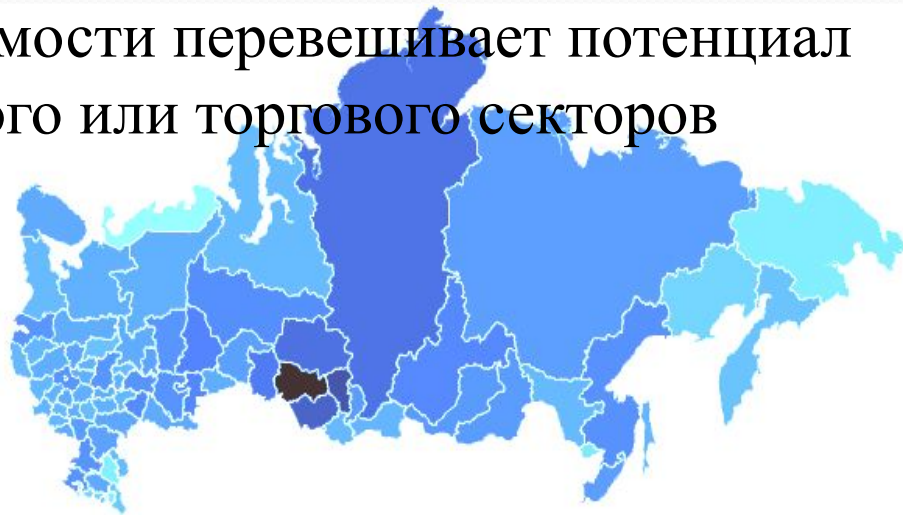 мости перевешивает потенциал
ого или торгового секторов